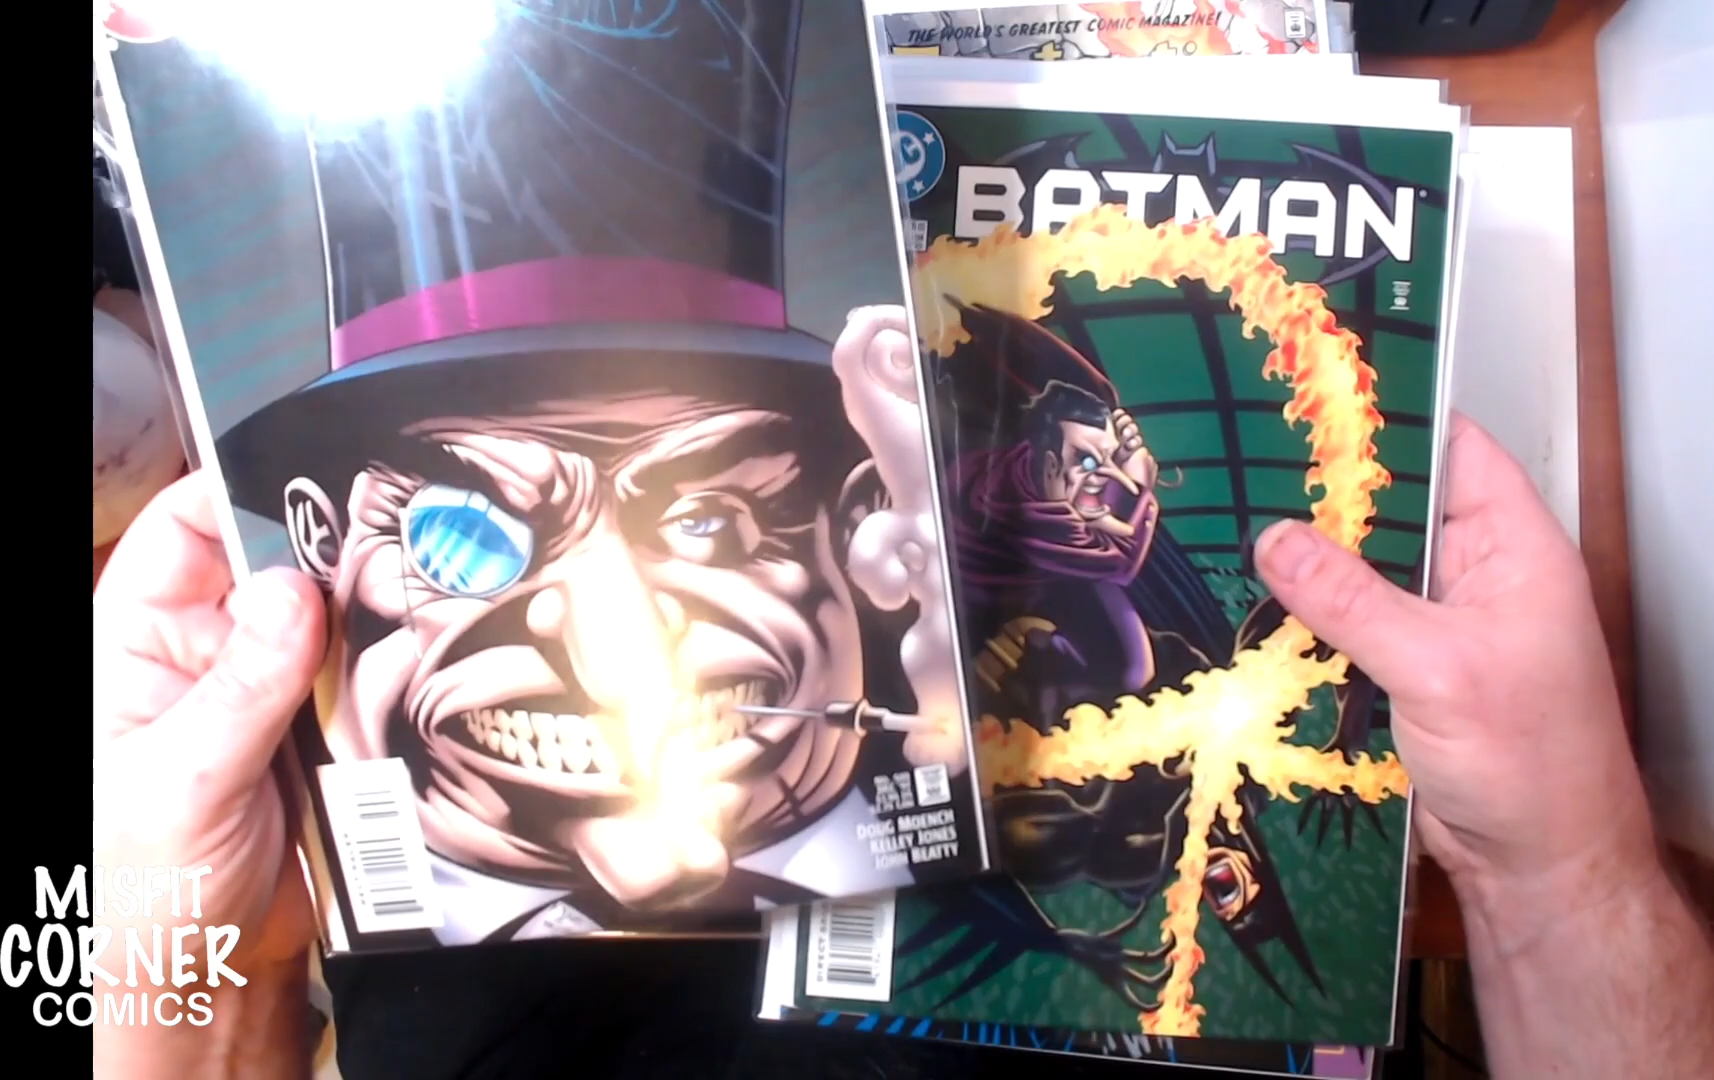 THE WORLD'S GREATEST COMIC MAGAZINE!
BATMAN
DOUG MOENCH
KELLEY JONES
JOHN BEATTY
MISFIT
CORNER
COMICS